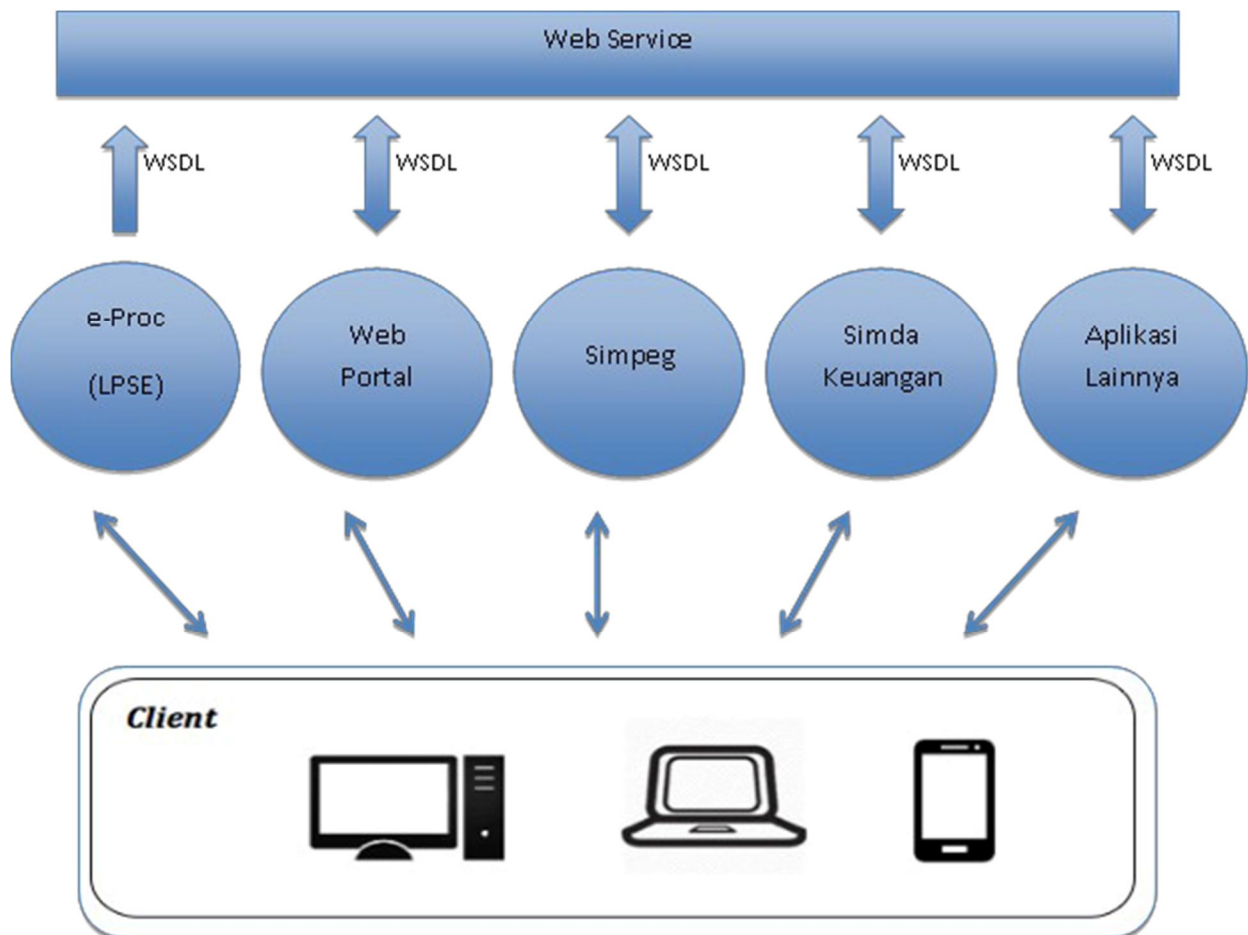 Web Service
WSDL
WSDL
WSDL
WSDL
WSDL
e-Proc
(LPSE)
Web
Portal
Simpeg
Simda
Keuangan
Aplikasi
Lainnya
Client